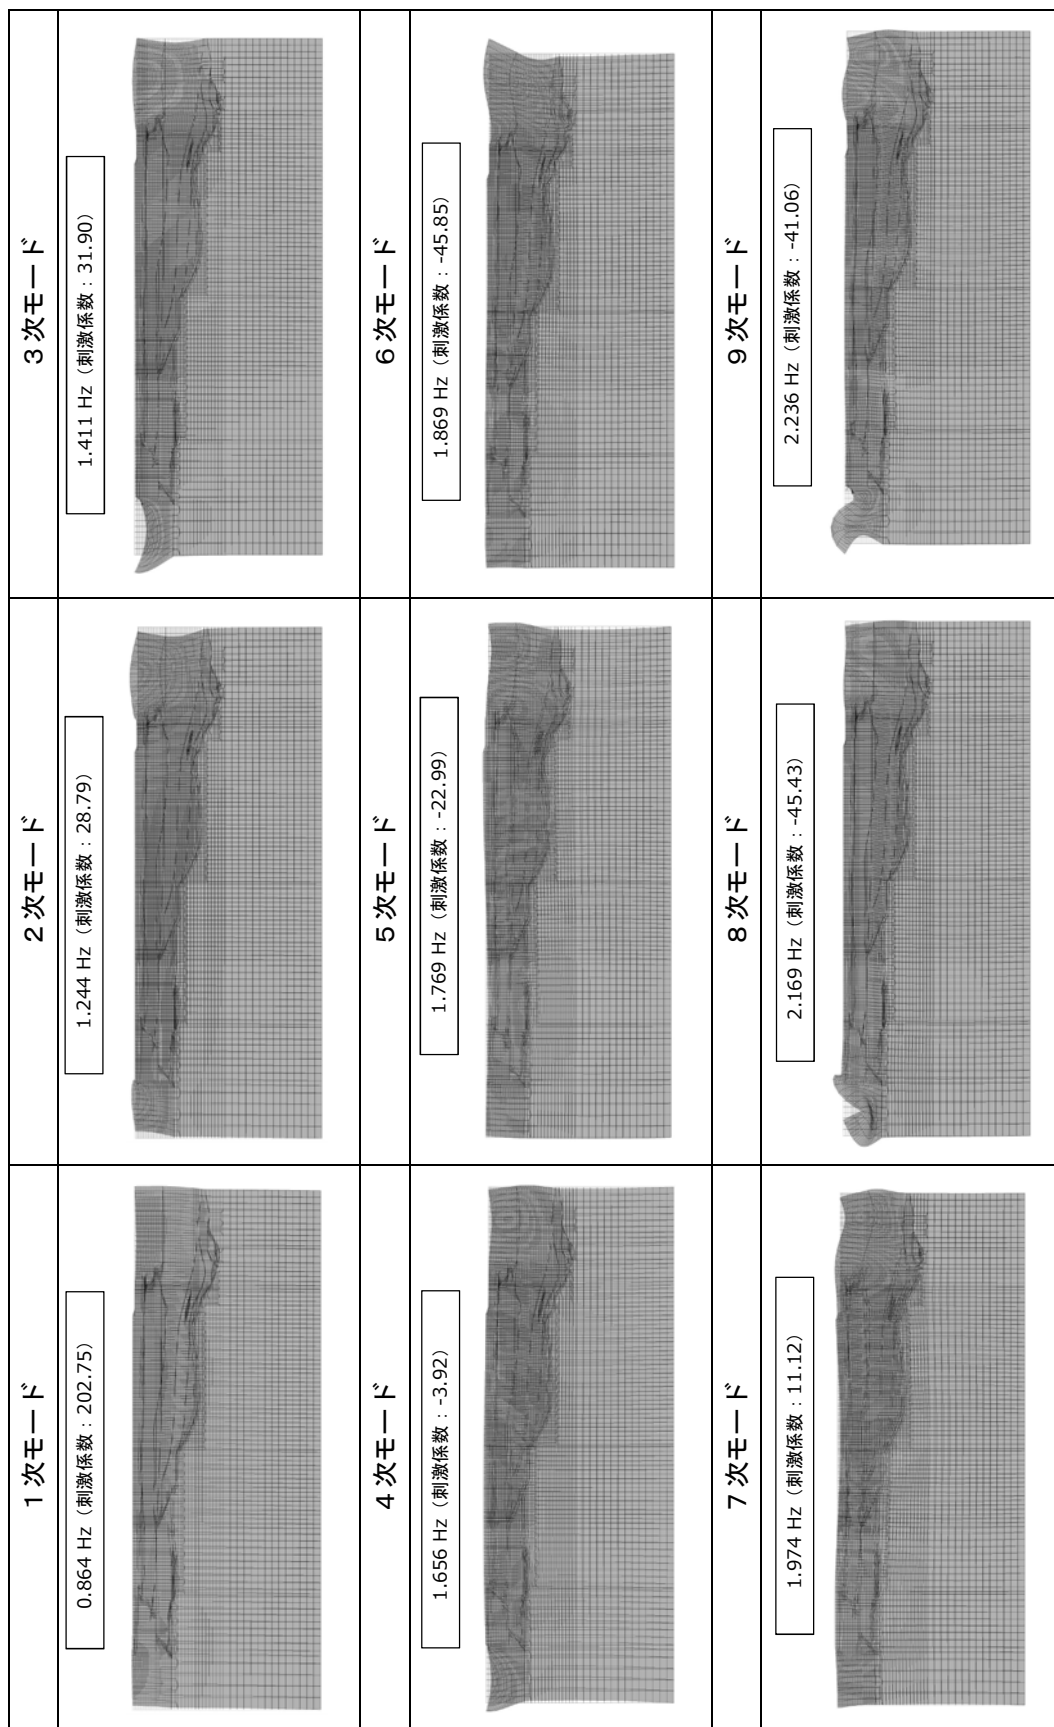 1次モード
0.864 Hz（刺激係数：202.75）
2次モード
1.244 Hz（刺激係数：28.79）
3次モード
1.411 Hz（刺激係数：31.90）
4次モード
1.656 Hz（刺激係数：-3.92）
5次モード
1.769 Hz（刺激係数：-22.99）
6次モード
1.869 Hz（刺激係数：-45.85）
7次モード
1.974 Hz（刺激係数：11.12）
8次モード
2.169 Hz（刺激係数：-45.43）
9次モード
2.236 Hz（刺激係数：-41.06）